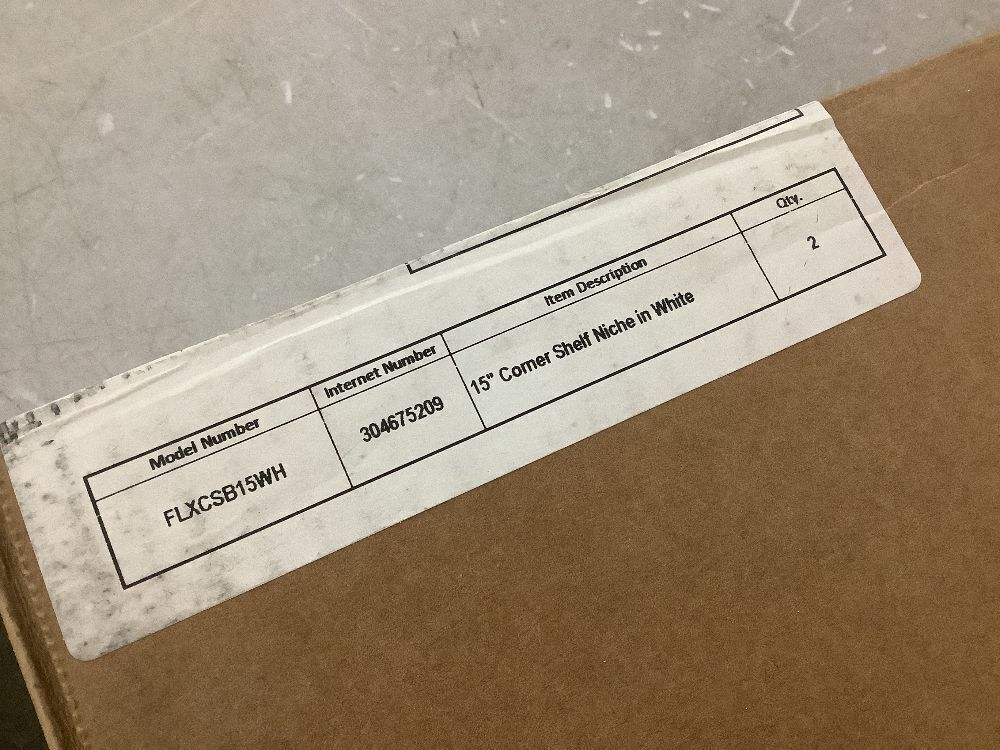 Model Number Internet Number Item Description Qty.
FLXCSB15WH 304675209 15" Corner Shelf Niche in White 2